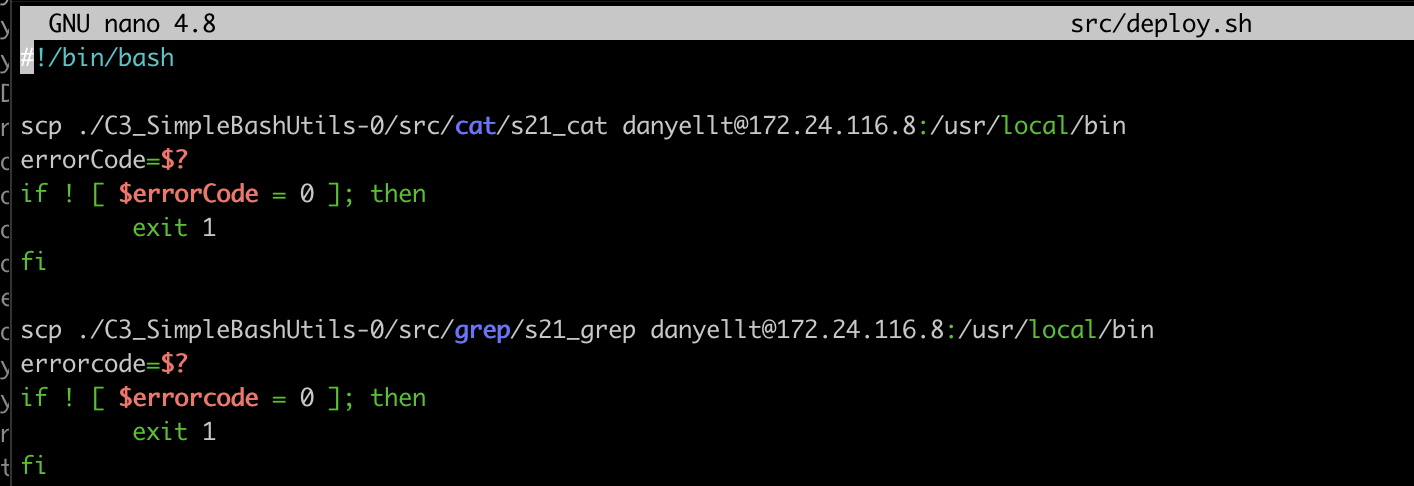 GNU nano 4.8 src/deploy.sh
#!/bin/bash
scp ./C3_SimpleBashUtils-0/src/cat/s21_cat danyellt@172.24.116.8:/usr/local/bin
errorCode=$?
if ! [ $errorCode = 0 ]; then
exit 1
fi
scp ./C3_SimpleBashUtils-0/src/grep/s21_grep danyellt@172.24.116.8:/usr/local/bin
errorcode=$?
if ! [ $errorcode = 0 ]; then
exit 1
fi